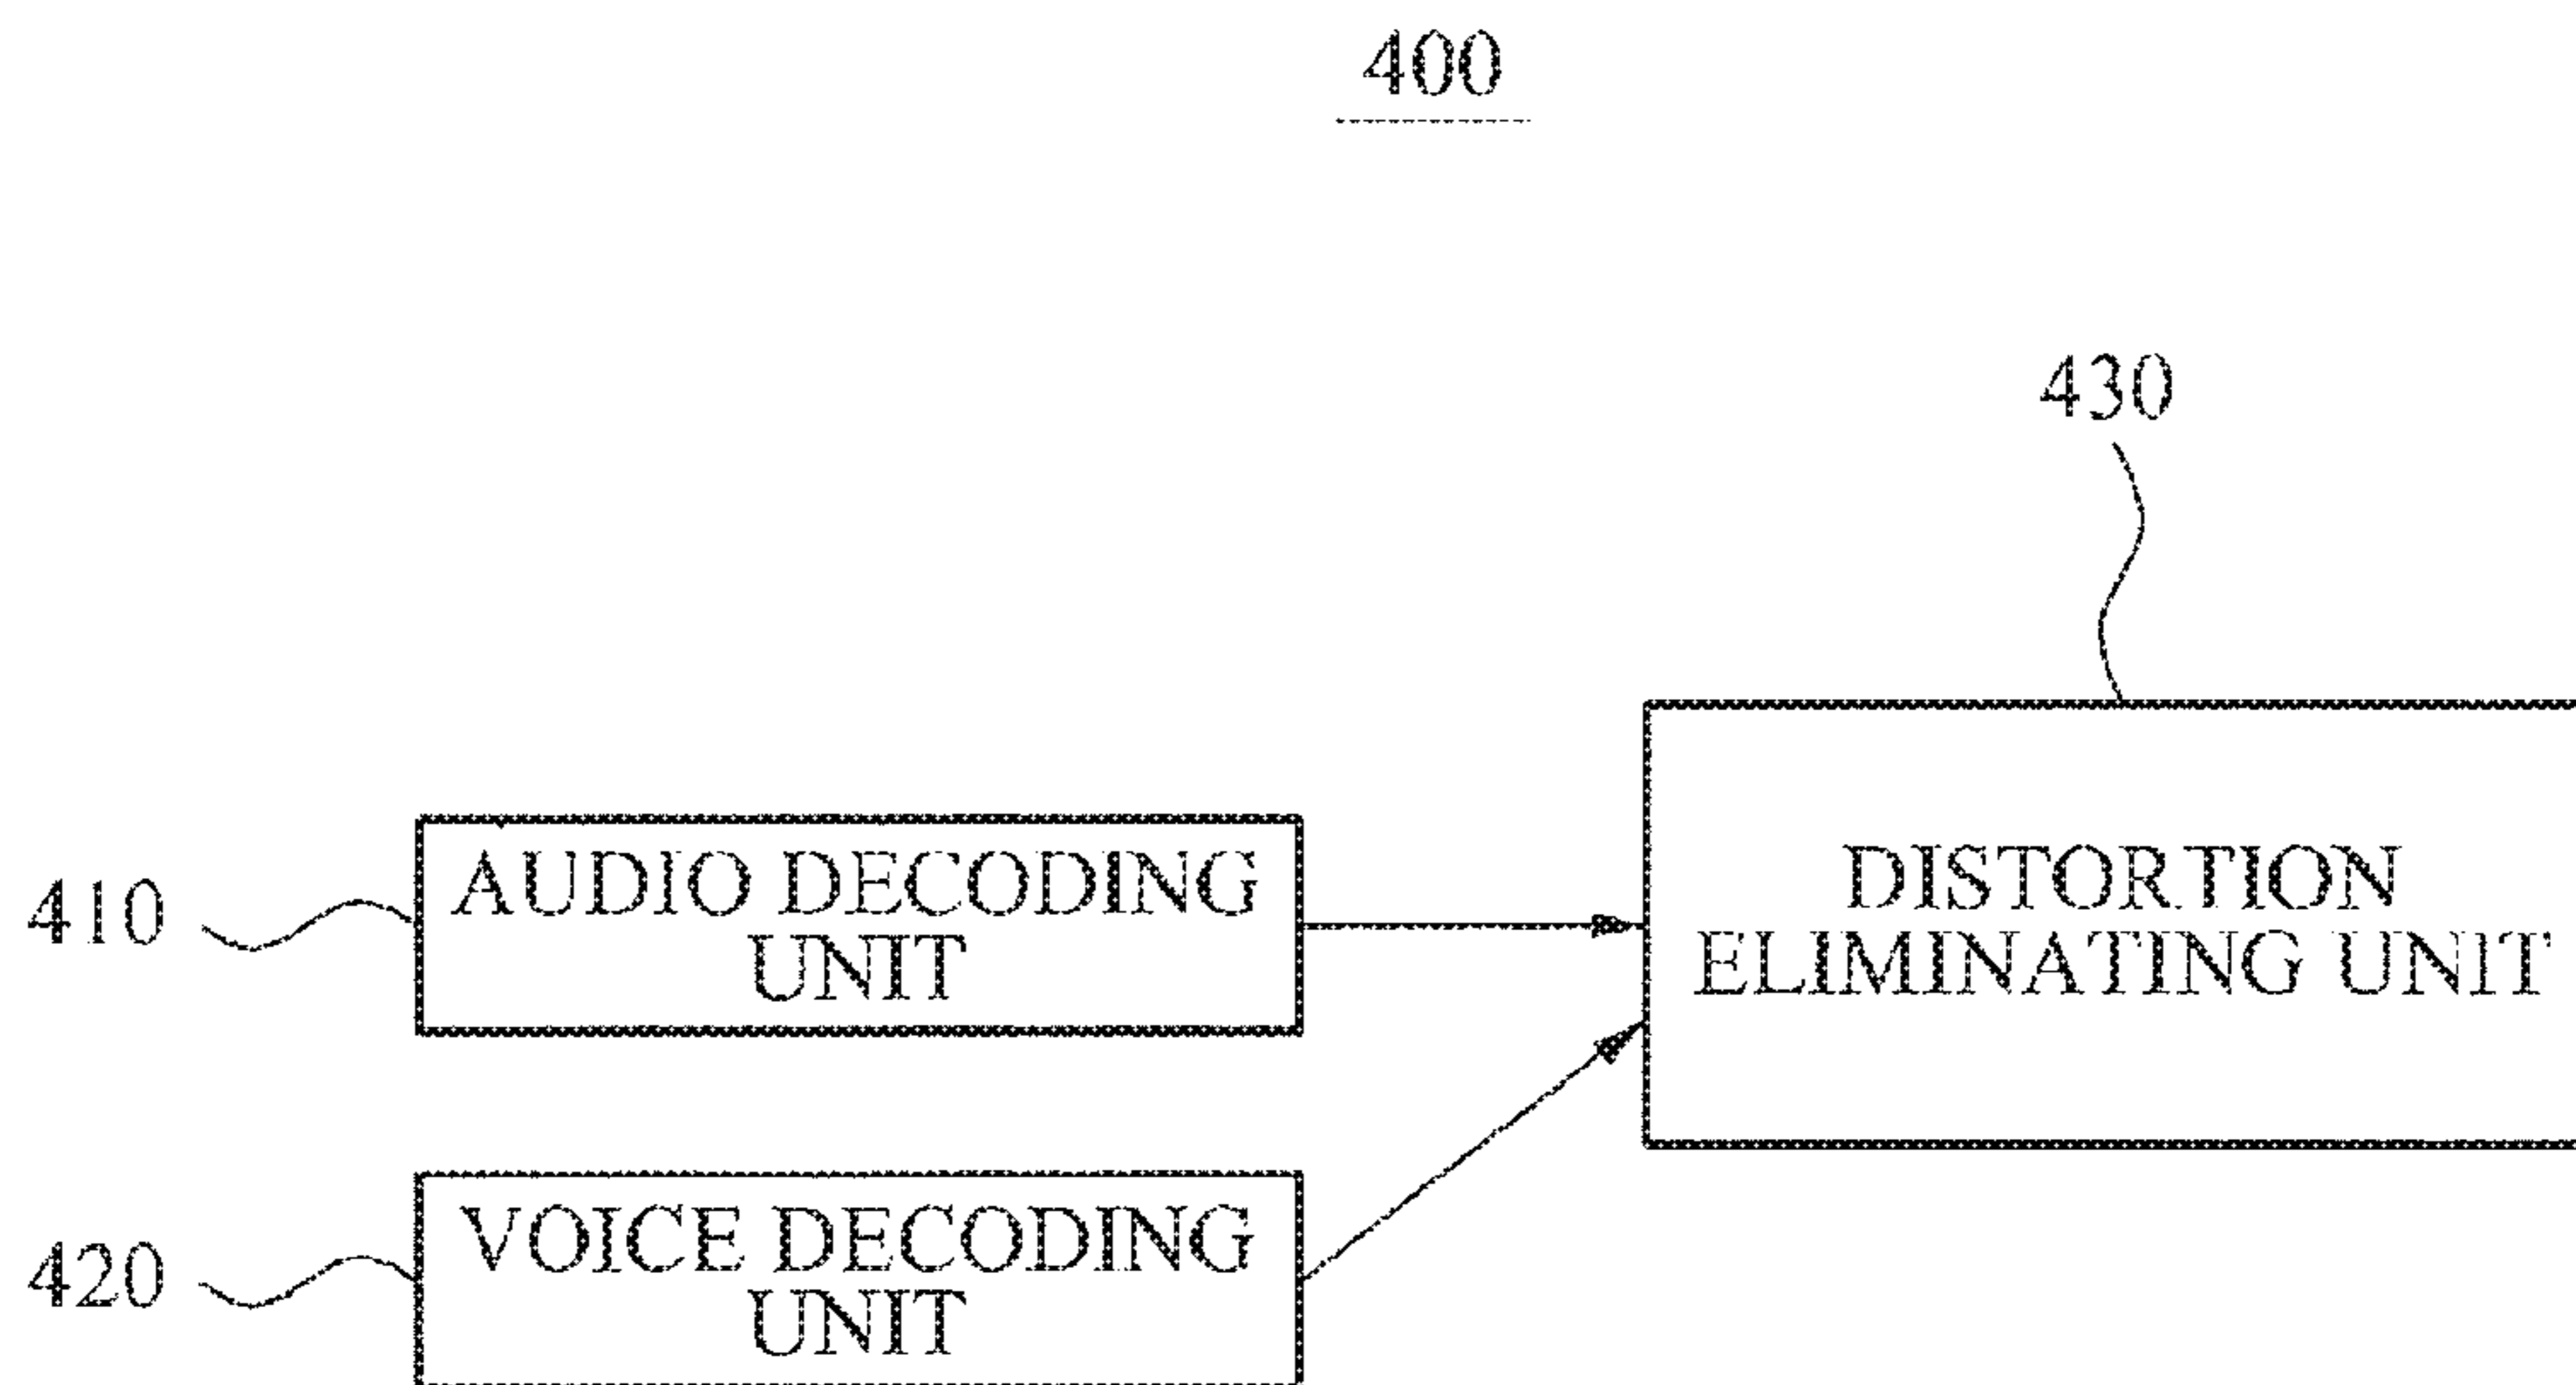 400
430
410
AUDIO DECODING
UNIT
DISTORTION
ELIMINATING UNIT
420
VOICE DECODING
UNIT